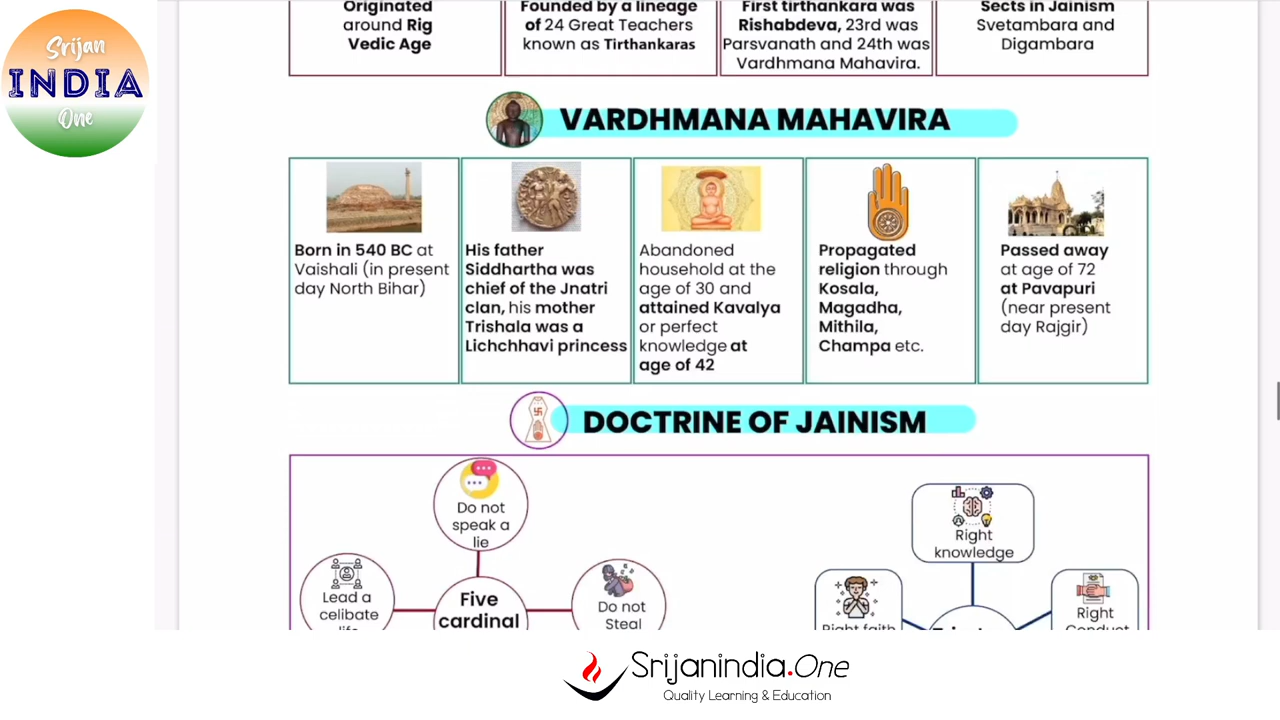 Srijan
INDIA
One
Originated
around Rig
Vedic Age
Founded by a lineage
of 24 Great Teachers
known as Tirthankaras
First tirthankara was
Rishabdeva, 23rd was
Parsvanath and 24th was
Vardhmana Mahavira.
Sects in Jainism
Svetambara and
Digambara
VARDHMANA MAHAVIRA
Born in 540 BC at
Vaishali (in present
day North Bihar)
His father
Siddhartha was
chief of the Jnatri
clan, his mother
Trishala was a
Lichchhavi princess
Abandoned
household at the
age of 30 and
attained Kavalya
or perfect
knowledge at
age of 42
Propagated
religion through
Kosala,
Magadha,
Mithila,
Champa etc.
Passed away
at age of 72
at Pavapuri
(near present
day Rajgir)
DOCTRINE OF JAINISM
Do not
speak a
lie
Lead a
celibate
life
Five
cardinal
Do not
Steal
Right
knowledge
Right faith
Right
Conduct
Srijanindia.One
Quality Learning & Education